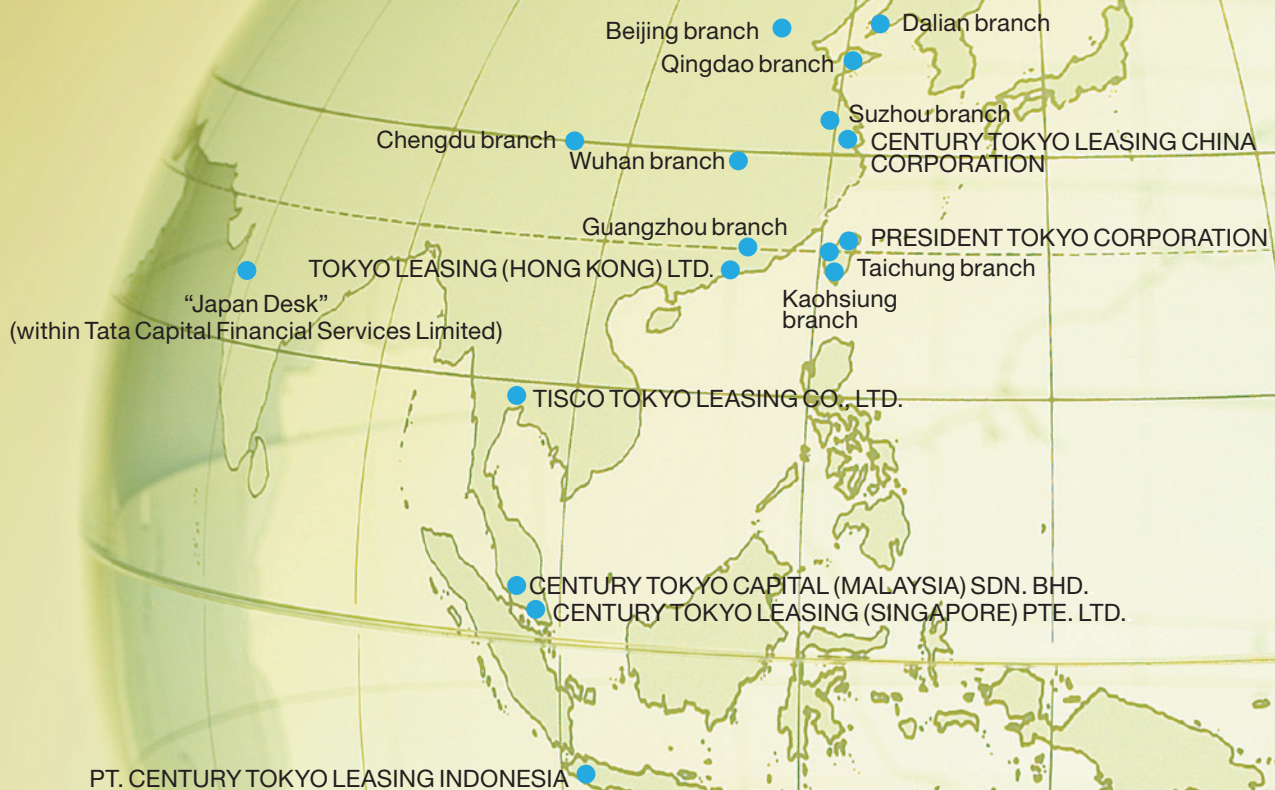 Beijing branch
Dalian branch
Qingdao branch
Suzhou branch
Chengdu branch
CENTURY TOKYO LEASING CHINA
CORPORATION
Wuhan branch
Guangzhou branch
PRESIDENT TOKYO CORPORATION
TOKYO LEASING (HONG KONG) LTD.
Taichung branch
Kaohsiung
branch
“Japan Desk”
(within Tata Capital Financial Services Limited)
TISCO TOKYO LEASING CO., LTD.
CENTURY TOKYO CAPITAL (MALAYSIA) SDN. BHD.
CENTURY TOKYO LEASING (SINGAPORE) PTE. LTD.
PT. CENTURY TOKYO LEASING INDONESIA